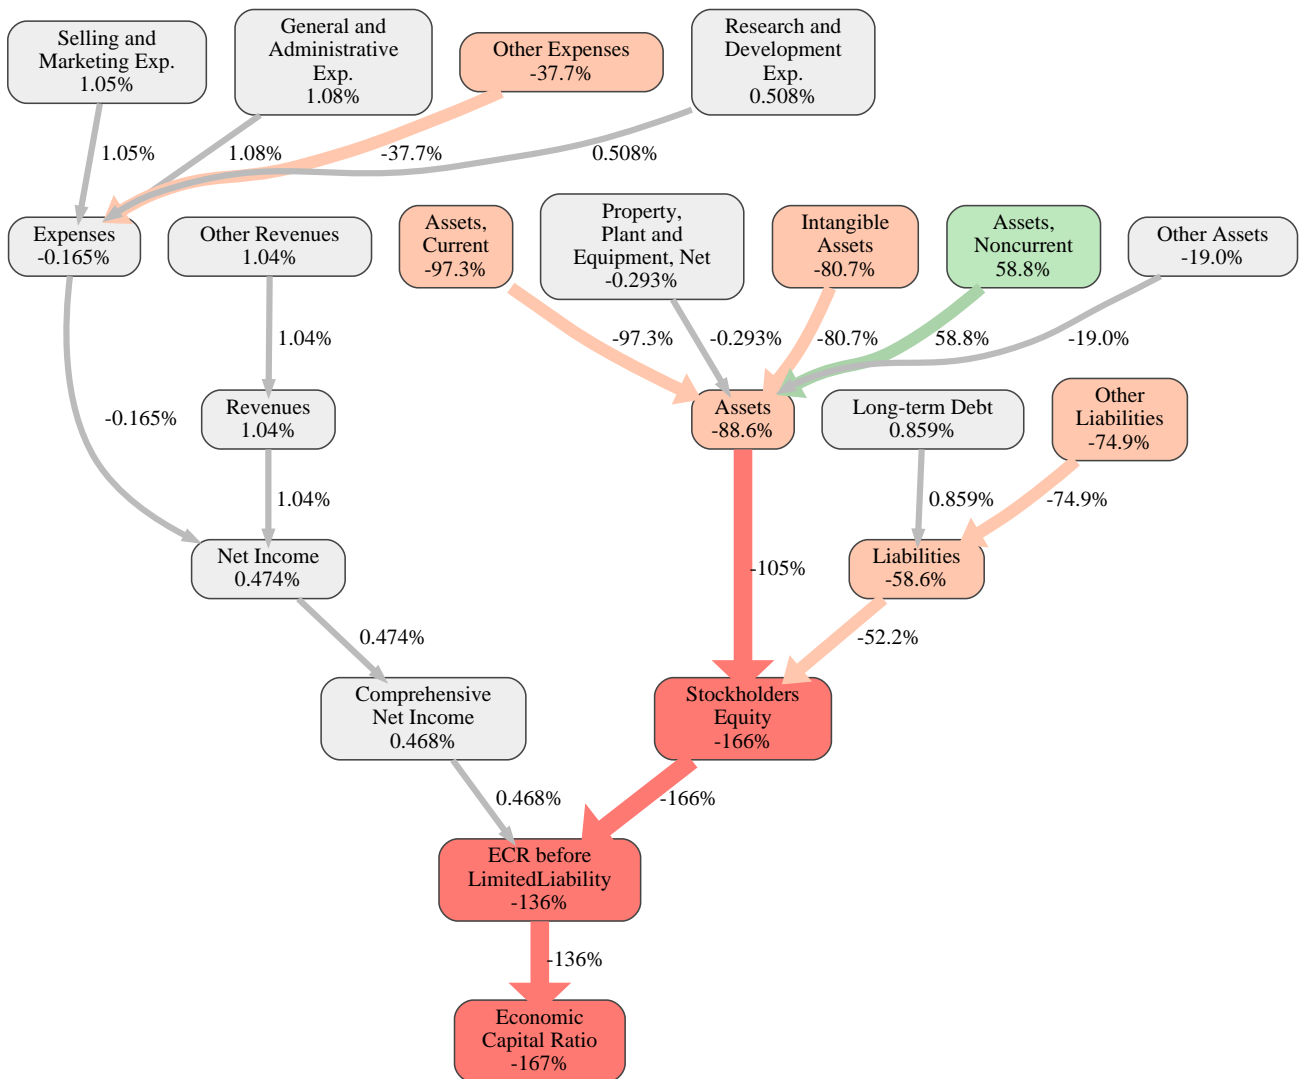 Selling and
Marketing Exp.
1.05%
General and
Administrative
Exp.
1.08%
Other Expenses
-37.7%
Research and
Development
Exp.
0.508%
1.05%
1.08%
-37.7%
0.508%
Expenses
-0.165%
Other Revenues
1.04%
Assets,
Current
-97.3%
Property,
Plant and
Equipment, Net
-0.293%
Intangible
Assets
-80.7%
Assets,
Noncurrent
58.8%
Other Assets
-19.0%
1.04%
-97.3%
-0.293%
-80.7%
58.8%
-19.0%
-0.165%
Revenues
1.04%
Assets
-88.6%
Long-term Debt
0.859%
Other
Liabilities
-74.9%
1.04%
0.859%
-74.9%
Net Income
0.474%
-105%
Liabilities
-58.6%
0.474%
-52.2%
Comprehensive
Net Income
0.468%
Stockholders
Equity
-166%
0.468%
-166%
ECR before
LimitedLiability
-136%
-136%
Economic
Capital Ratio
-167%